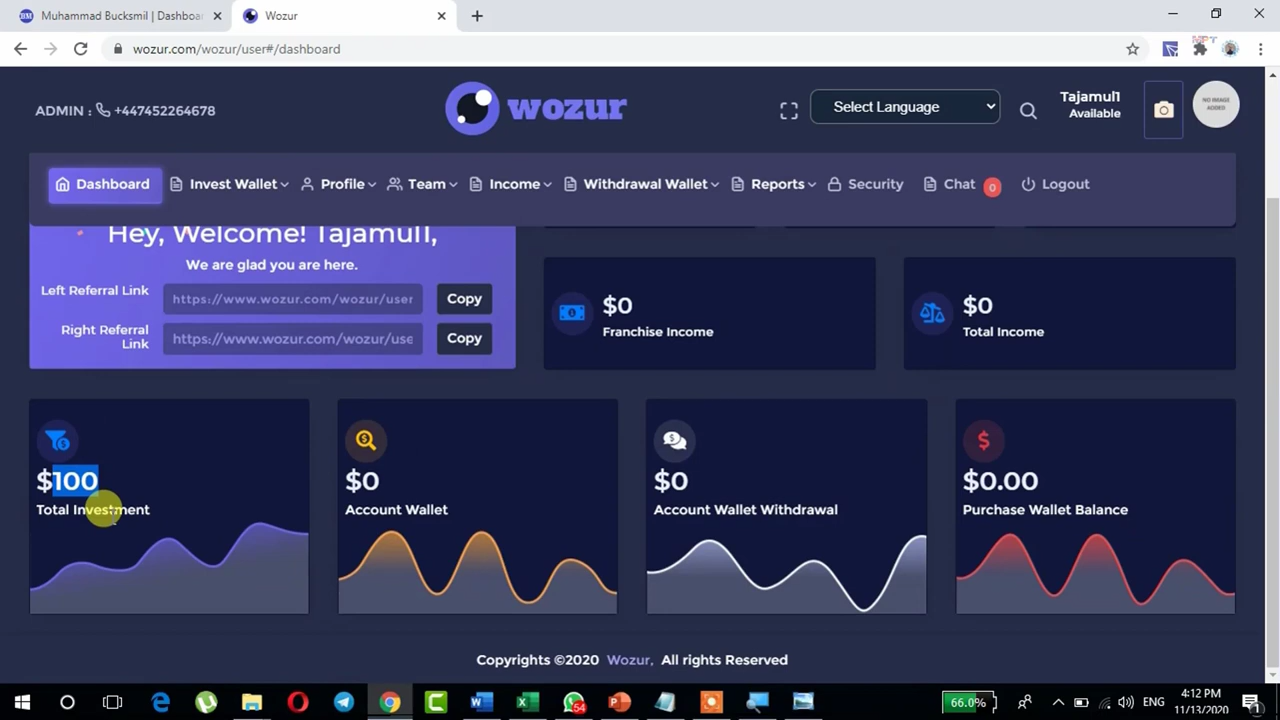 Muhammad Bucksmil | Dashboa
Wozur
wozur.com/wozur/user#/dashboard
ADMIN : +447452264678
wozur
Select Language
Tajamul1
Available
NO IMAGE
ADDED
Dashboard
Invest Wallet
Profile
Team
Income
Withdrawal Wallet
Reports
Security
Chat
0
Logout
Hey, Welcome! Tajamul1,
We are glad you are here.
Left Referral Link
https://www.wozur.com/wozur/user
Copy
Right Referral
Link
https://www.wozur.com/wozur/use
Copy
$0
Franchise Income
$0
Total Income
$100
Total Investment
$0
Account Wallet
$0
Account Wallet Withdrawal
$0.00
Purchase Wallet Balance
Copyrights ©2020 Wozur, All rights Reserved
54
66.0%
ENG
4:12 PM
11/13/2020
1